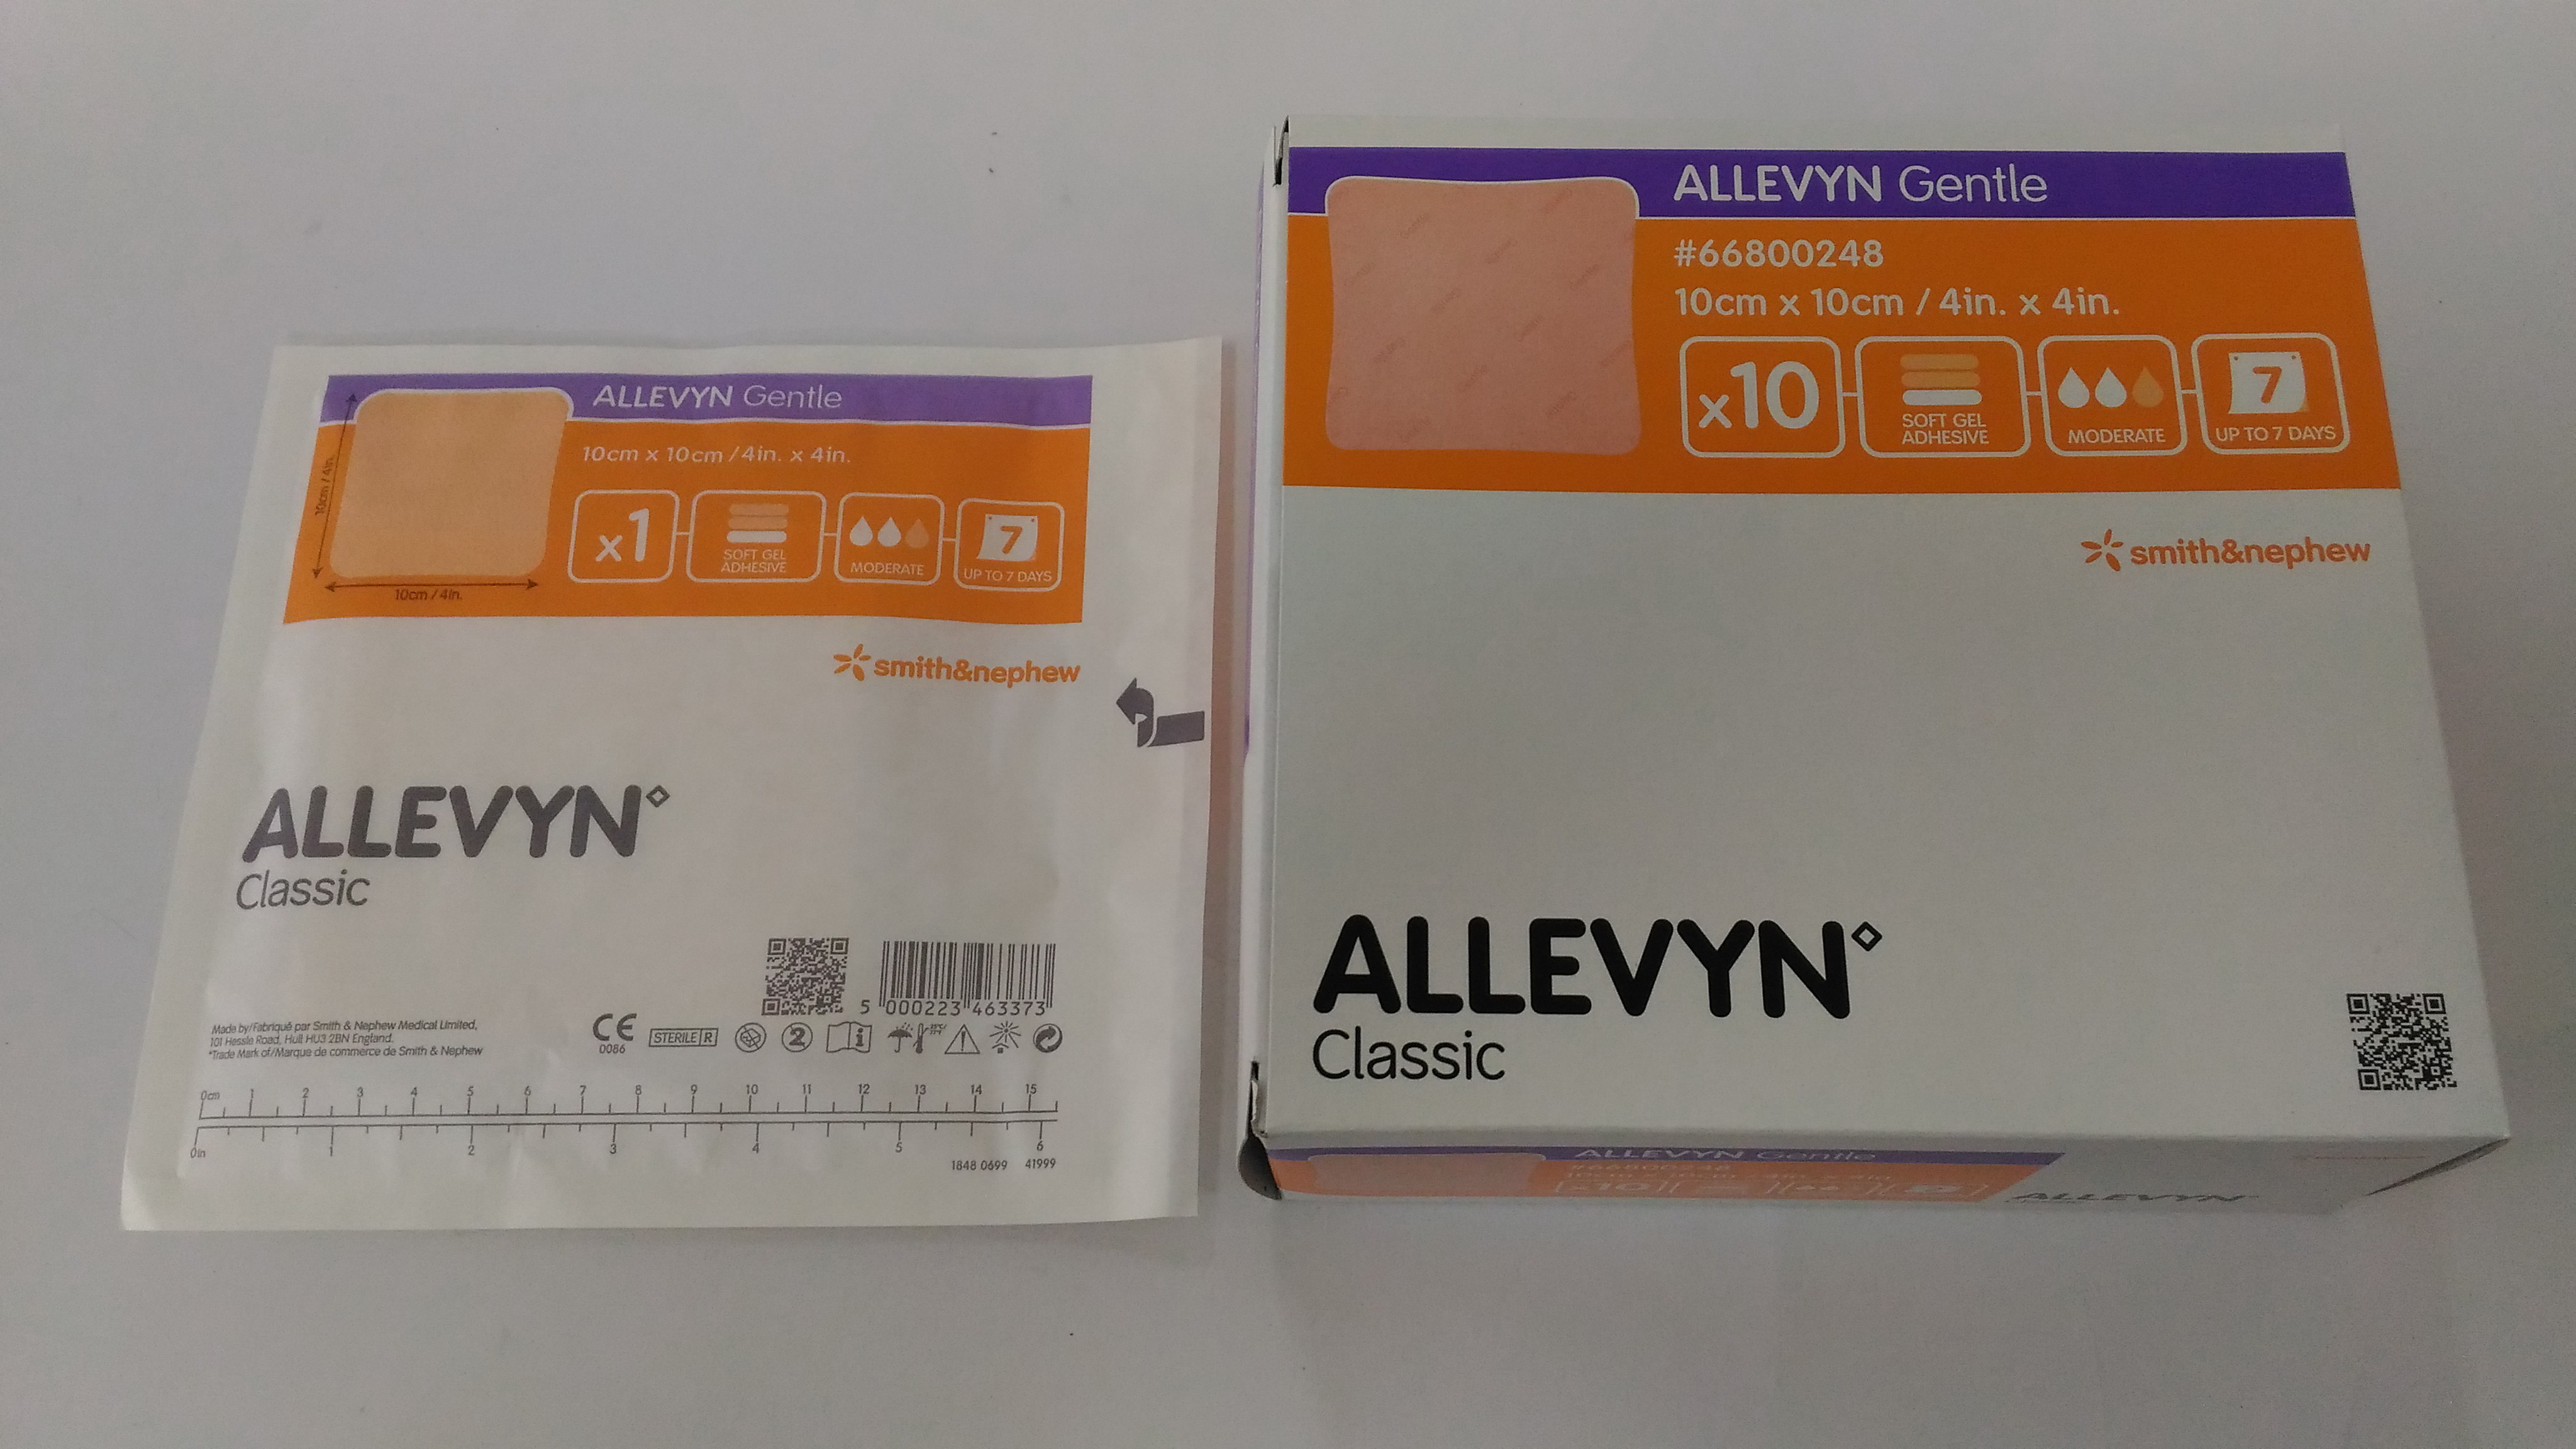 ALLEVYN Gentle
10cm x 10cm / 4in. x 4in.
10cm / 4in.
10cm / 4in.
x1
SOFT GEL
ADHESIVE
MODERATE
7
UP TO 7 DAYS
smith&nephew
ALLEVYN◇
Classic
5 000223 463373
Made by/Fabriqué par Smith & Nephew Medical Limited,
101 Hessle Road, Hull HU3 2BN England.
*Trade Mark of/Marque de commerce de Smith & Nephew
CE
0086
STERILE R
2
i
0cm 1 2 3 4 5 6 7 8 9 10 11 12 13 14 15
0in 1 2 3 4 5 6
1848 0699 41999
ALLEVYN Gentle
#66800248
10cm x 10cm / 4in. x 4in.
x10
SOFT GEL
ADHESIVE
MODERATE
7
UP TO 7 DAYS
smith&nephew
ALLEVYN◇
Classic
ALLEVYN Gentle
#66800248
x10
ALLEVYN